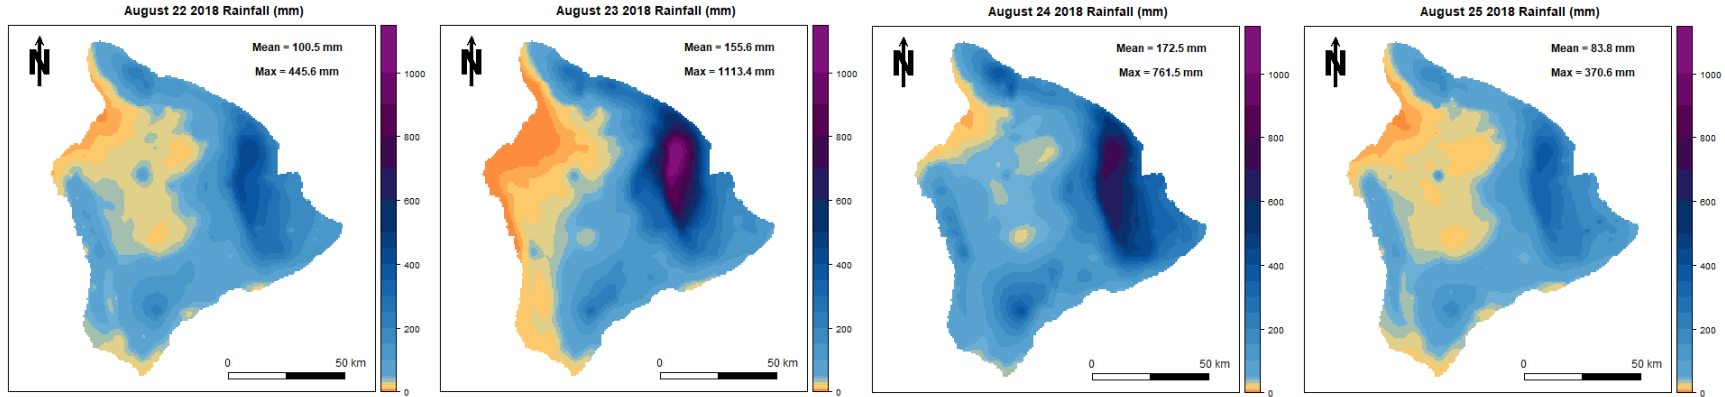 August 22 2018 Rainfall (mm)
N
Mean = 100.5 mm
Max = 445.6 mm
1000
800
600
400
200
0
0 50 km
August 23 2018 Rainfall (mm)
N
Mean = 155.6 mm
Max = 1113.4 mm
1000
800
600
400
200
0
0 50 km
August 24 2018 Rainfall (mm)
N
Mean = 172.5 mm
Max = 761.5 mm
1000
800
600
400
200
0
0 50 km
August 25 2018 Rainfall (mm)
N
Mean = 83.8 mm
Max = 370.6 mm
1000
800
600
400
200
0
0 50 km